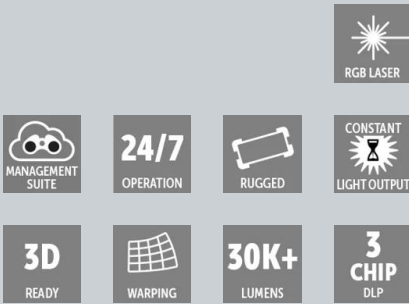 RGB LASER
MANAGEMENT
SUITE
24/7
OPERATION
RUGGED
CONSTANT
LIGHT OUTPUT
3D
READY
WARPING
30K+
LUMENS
3
CHIP
DLP